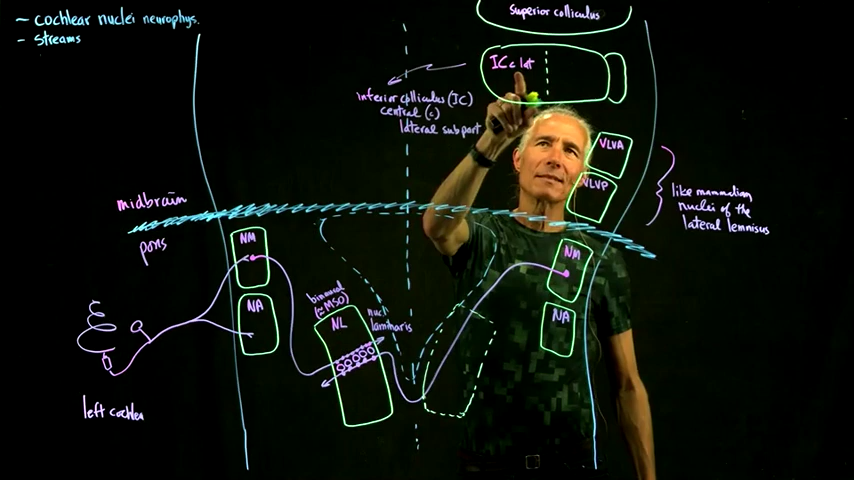 ~ cochlear nuclei neurophys.
~ streams
superior colliculus
ICc lat
inferior colliculus (IC)
central (c)
lateral subpart
VLVA
VLVP
like mammalian
nuclei of the
lateral lemnisus
midbrain
pons
NM
NA
binaural
(≈MSO)
NL
nucl
laminaris
NM
NA
left cochlea